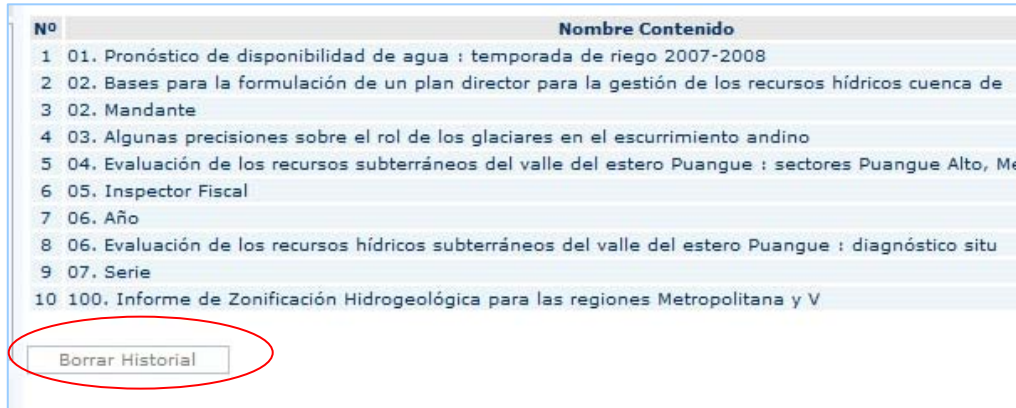 Nº Nombre Contenido
1 01. Pronóstico de disponibilidad de agua : temporada de riego 2007-2008
2 02. Bases para la formulación de un plan director para la gestión de los recursos hídricos cuenca de
3 02. Mandante
4 03. Algunas precisiones sobre el rol de los glaciares en el escurrimiento andino
5 04. Evaluación de los recursos subterráneos del valle del estero Puangue : sectores Puangue Alto, Me
6 05. Inspector Fiscal
7 06. Año
8 06. Evaluación de los recursos hídricos subterráneos del valle del estero Puangue : diagnóstico situ
9 07. Serie
10 100. Informe de Zonificación Hidrogeológica para las regiones Metropolitana y V
Borrar Historial